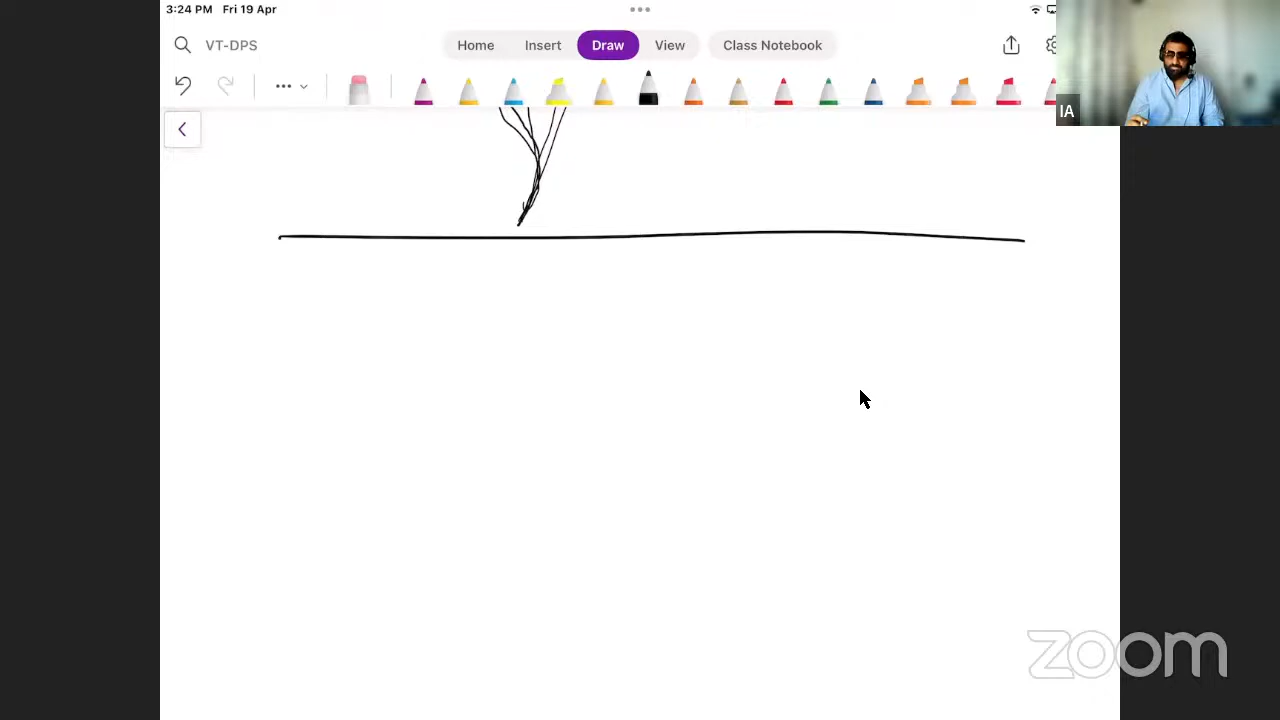 3:24 PM Fri 19 Apr
VT-DPS
Home Insert Draw View Class Notebook
IA
zoom